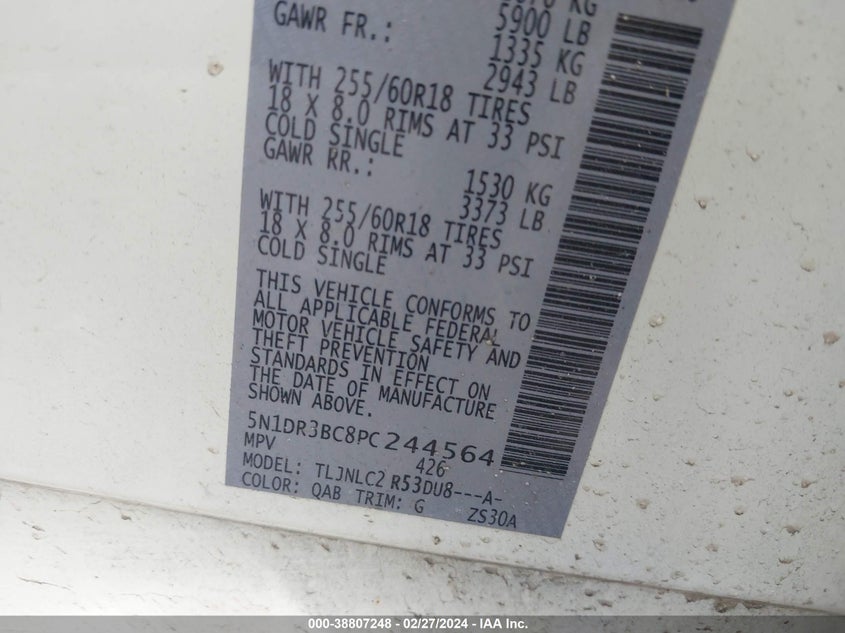 5900 LB
GAWR FR.: 1335 KG
2943 LB
WITH 255/60R18 TIRES
18 X 8.0 RIMS AT 33 PSI
COLD SINGLE
GAWR RR.: 1530 KG
3373 LB
WITH 255/60R18 TIRES
18 X 8.0 RIMS AT 33 PSI
COLD SINGLE
THIS VEHICLE CONFORMS TO
ALL APPLICABLE FEDERAL
MOTOR VEHICLE SAFETY AND
THEFT PREVENTION
STANDARDS IN EFFECT ON
THE DATE OF MANUFACTURE
SHOWN ABOVE.
5N1DR3BC8PC244564
MPV 426
MODEL: TLJNLC2 R53DU8---A-
COLOR: QAB TRIM: G ZS30A
000-38807248 - 02/27/2024 - IAA Inc.